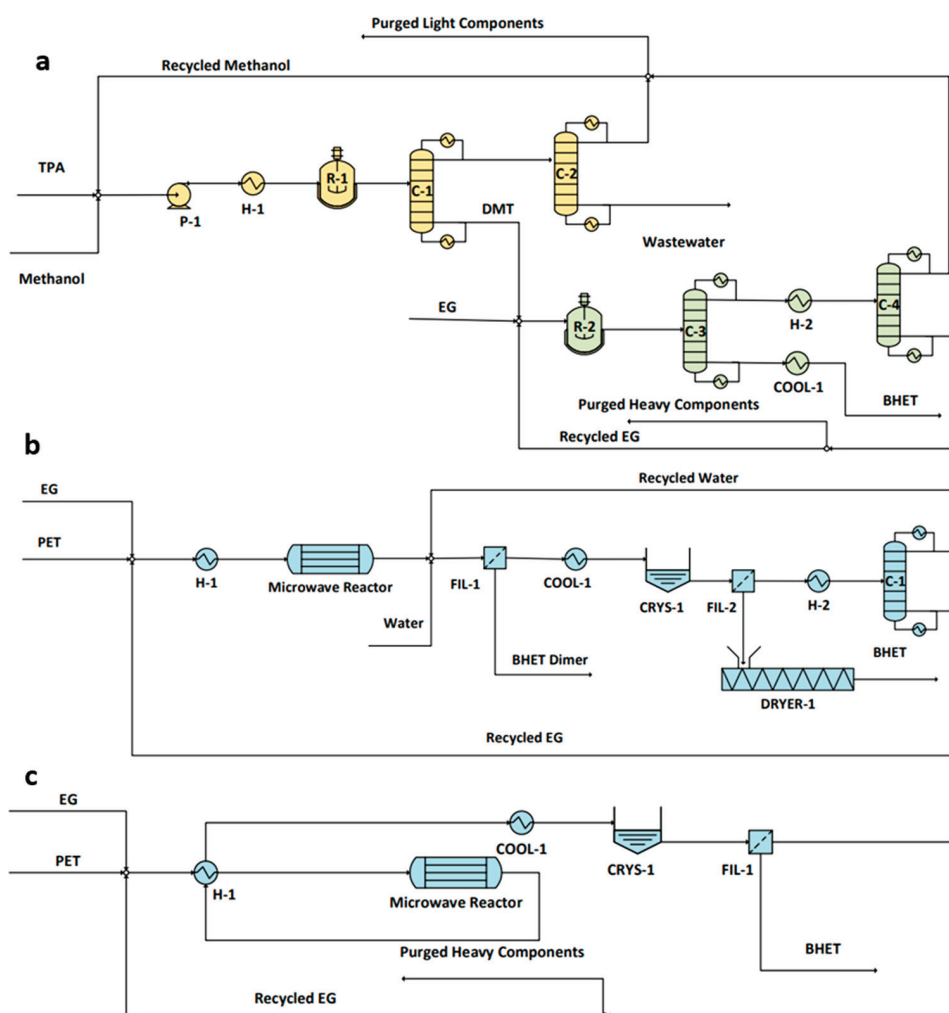 Purged Light Components
a
Recycled Methanol
TPA
R-1
C-1
C-2
P-1
H-1
DMT
Wastewater
Methanol
EG
R-2
C-3
H-2
C-4
COOL-1
BHET
Purged Heavy Components
Recycled EG
b
EG
Recycled Water
PET
H-1
Microwave Reactor
FIL-1
COOL-1
CRYS-1
FIL-2
H-2
C-1
Water
BHET Dimer
BHET
DRYER-1
Recycled EG
c
EG
PET
COOL-1
H-1
CRYS-1
FIL-1
Microwave Reactor
Purged Heavy Components
BHET
Recycled EG